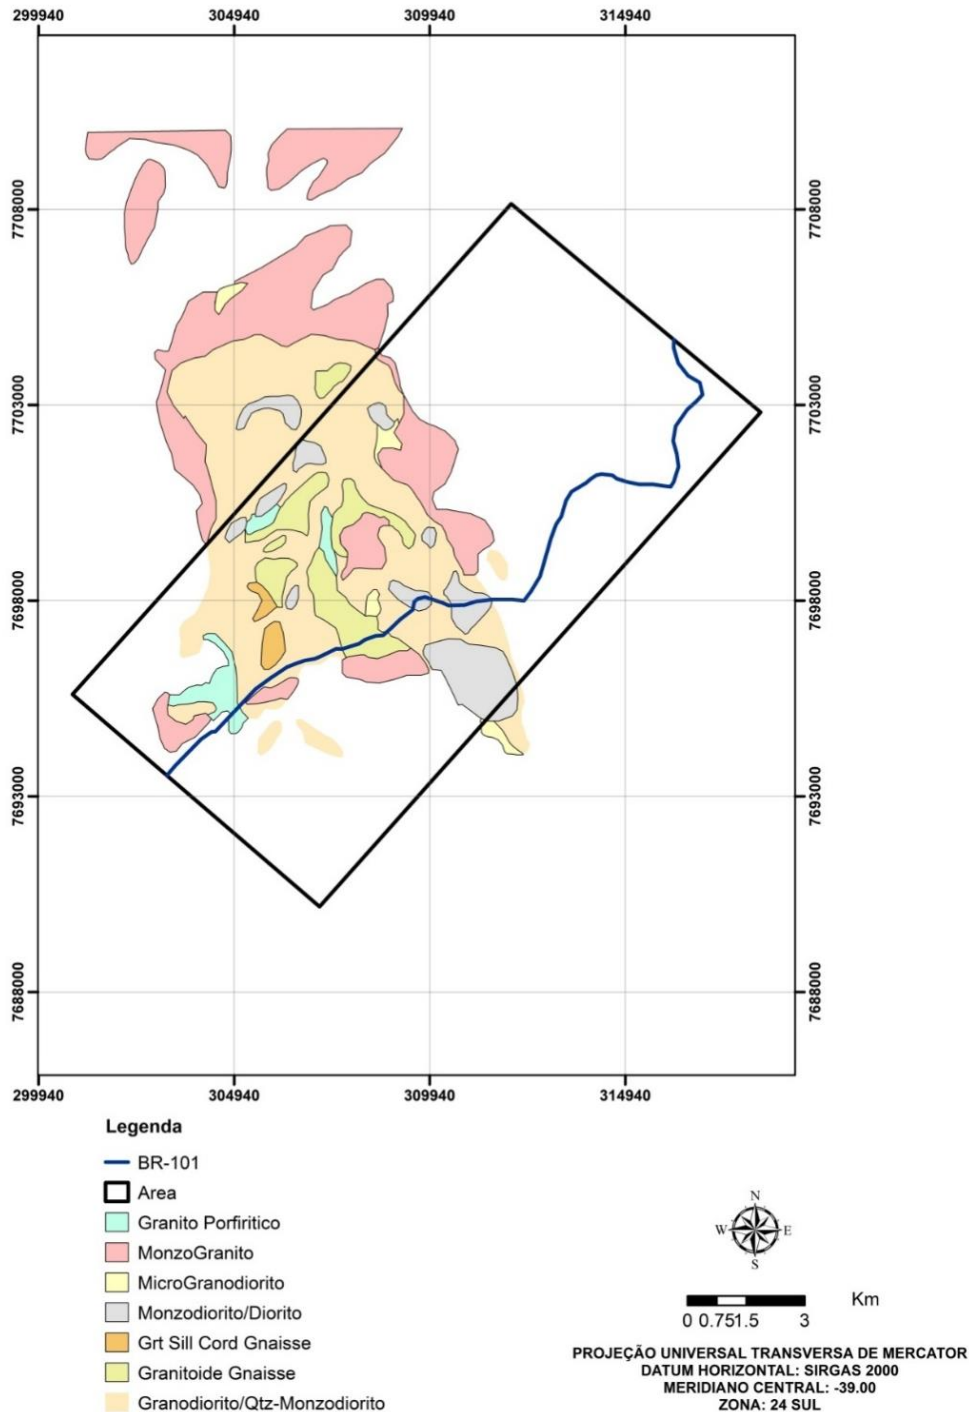 299940 304940 309940 314940
7708000 7708000
7703000 7703000
7698000 7698000
7693000 7693000
7688000 7688000
299940 304940 309940 314940
Legenda
BR-101
Area
Granito Porfiritico
MonzoGranito
MicroGranodiorito
Monzodiorito/Diorito
Grt Sill Cord Gnaisse
Granitoide Gnaisse
Granodiorito/Qtz-Monzodiorito
N
W E
S
Km
0 0.751.5 3
PROJEÇÃO UNIVERSAL TRANSVERSA DE MERCATOR
DATUM HORIZONTAL: SIRGAS 2000
MERIDIANO CENTRAL: -39.00
ZONA: 24 SUL